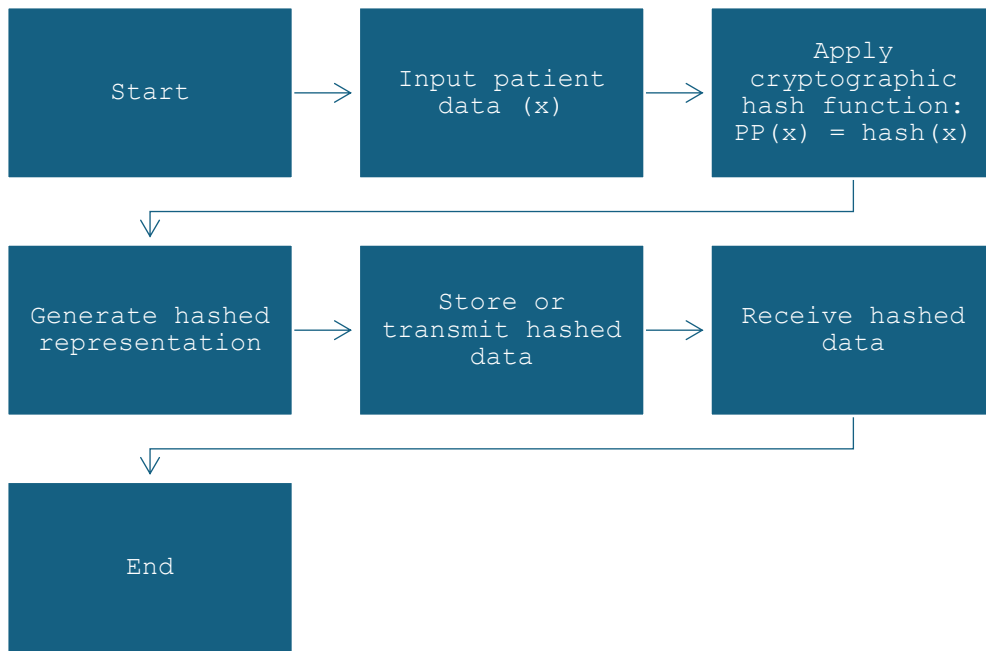 Start
Input patient
data (x)
Apply
cryptographic
hash function:
PP(x) = hash(x)
Generate hashed
representation
Store or
transmit hashed
data
Receive hashed
data
End